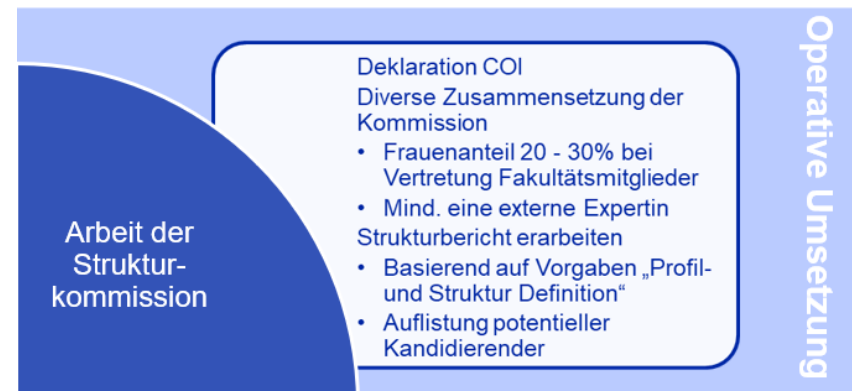 Arbeit der
Struktur-
kommission
Deklaration COI
Diverse Zusammensetzung der
Kommission
• Frauenanteil 20 - 30% bei
Vertretung Fakultätsmitglieder
• Mind. eine externe Expertin
Strukturbericht erarbeiten
• Basierend auf Vorgaben „Profil-
und Struktur Definition“
• Auflistung potentieller
Kandidierender
Operative Umsetzung